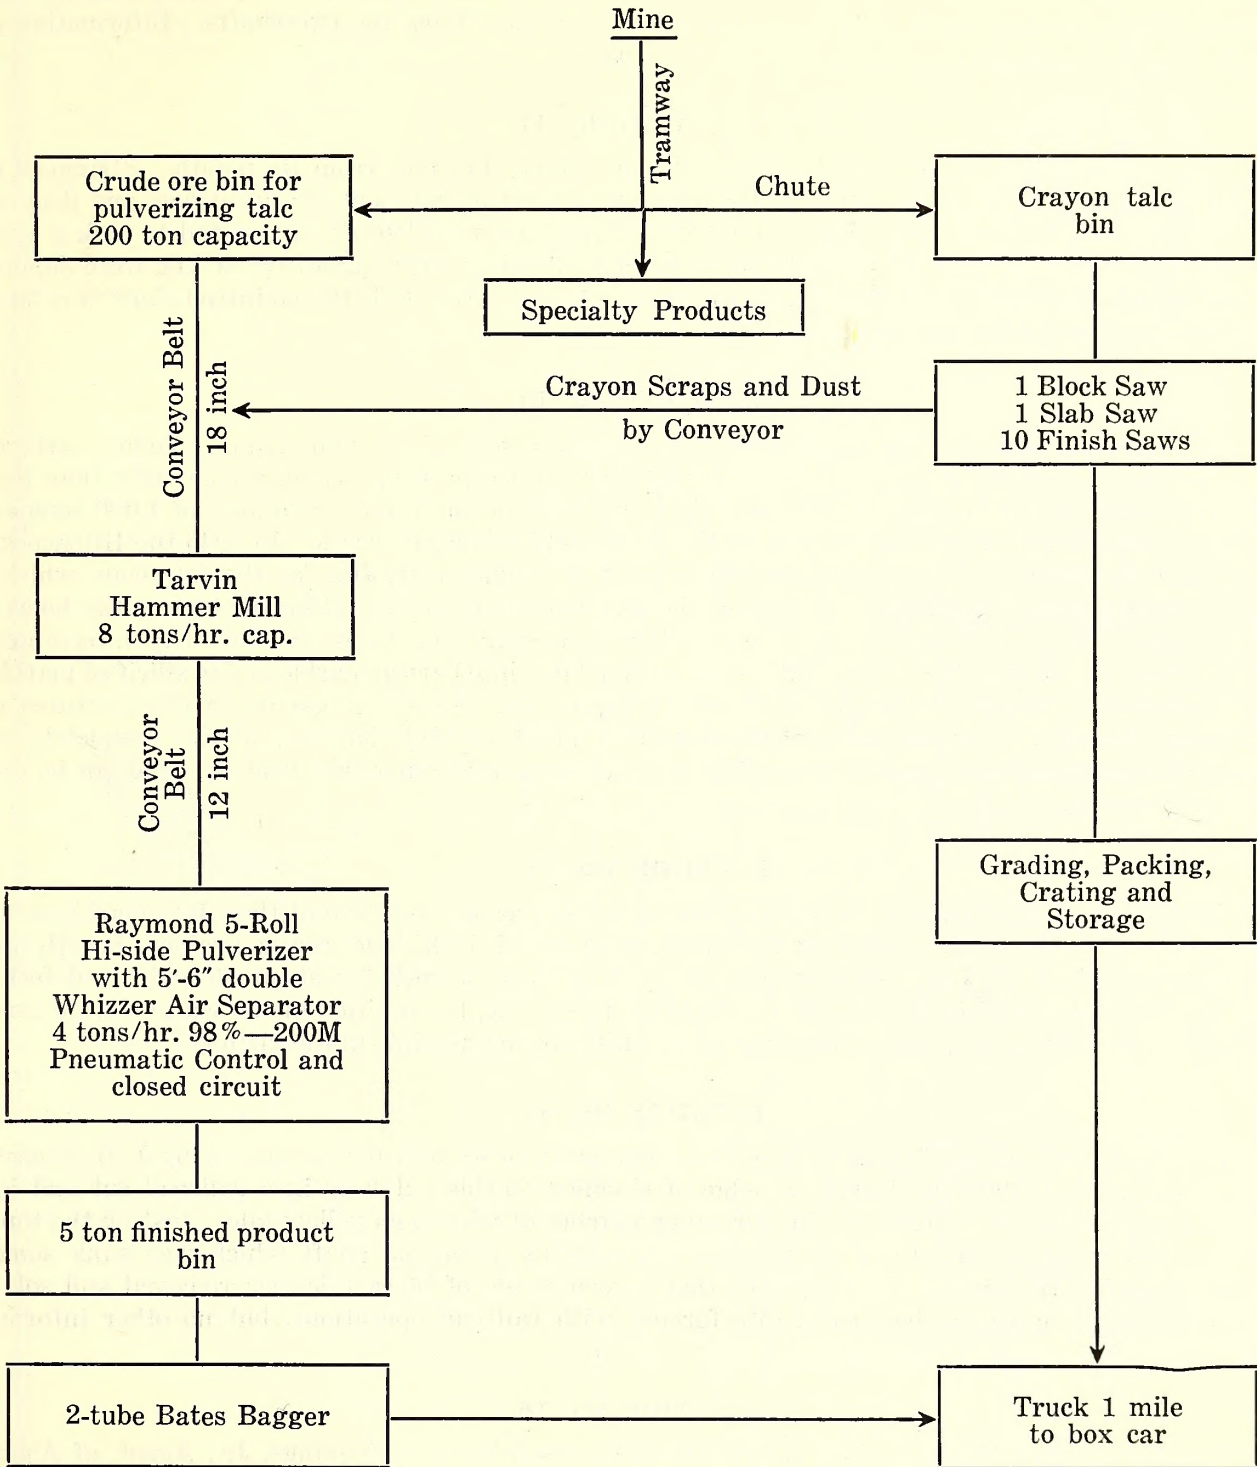 Mine
Tramway
Chute
Crude ore bin for
pulverizing talc
200 ton capacity
Crayon talc
bin
Specialty Products
Conveyor Belt
18 inch
Crayon Scraps and Dust
by Conveyor
1 Block Saw
1 Slab Saw
10 Finish Saws
Tarvin
Hammer Mill
8 tons/hr. cap.
Conveyor
Belt
12 inch
Grading, Packing,
Crating and
Storage
Raymond 5-Roll
Hi-side Pulverizer
with 5'-6" double
Whizzer Air Separator
4 tons/hr. 98%—200M
Pneumatic Control and
closed circuit
5 ton finished product
bin
2-tube Bates Bagger
Truck 1 mile
to box car